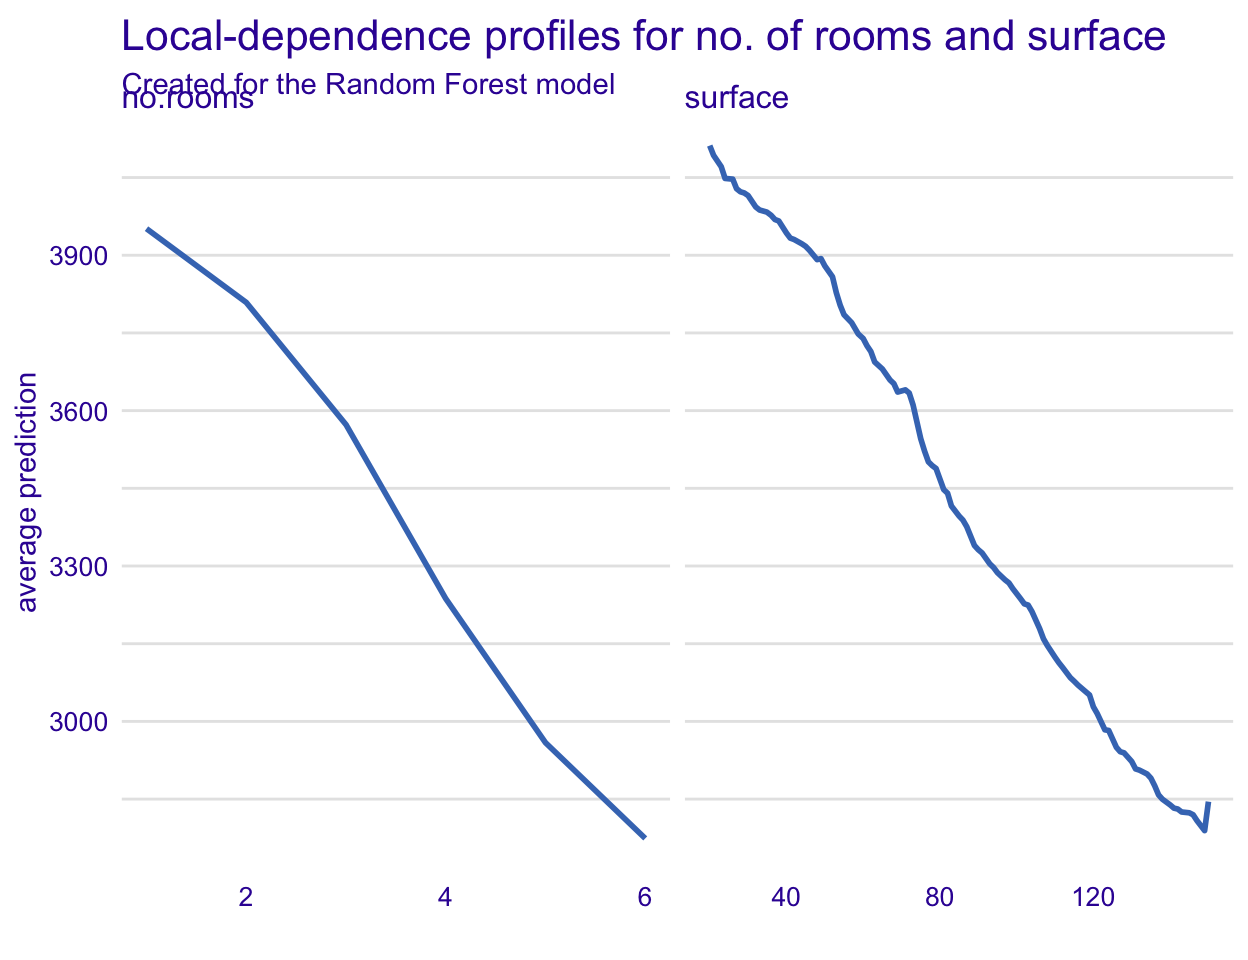 Local-dependence profiles for no. of rooms and surface
Created for the Random Forest model
no.rooms
surface
average prediction
3900
3600
3300
3000
2 4 6
40 80 120